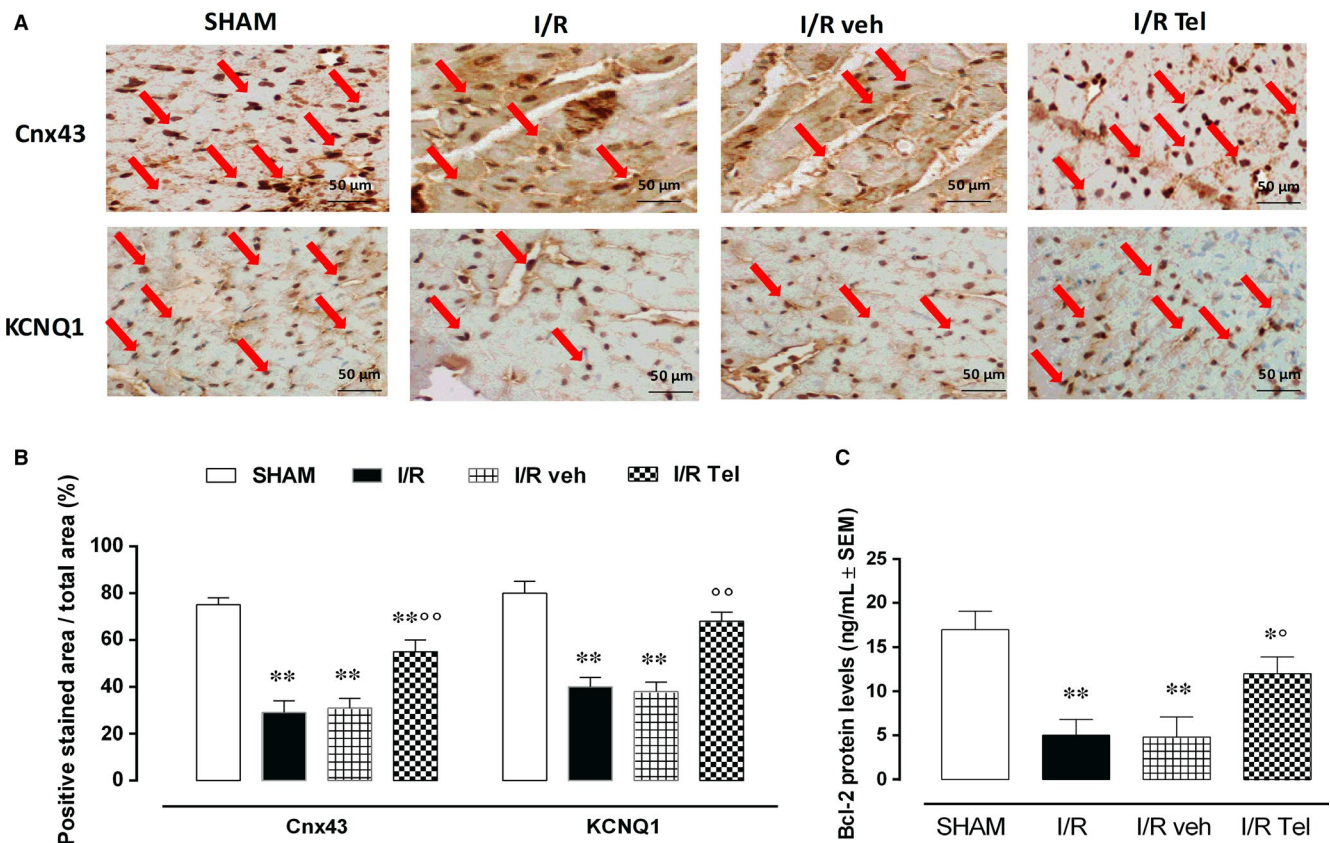 A
SHAM I/R I/R veh I/R Tel
Cnx43
50 µm 50 µm 50 µm 50 µm
KCNQ1
50 µm 50 µm 50 µm 50 µm
B
SHAM I/R I/R veh I/R Tel
Positive stained area / total area (%)
100
80
60
40
20
0
** ** **°° ** ** °°
Cnx43 KCNQ1
C
Bcl-2 protein levels (ng/mL ± SEM)
25
20
15
10
5
0
** ** *°
SHAM I/R I/R veh I/R Tel